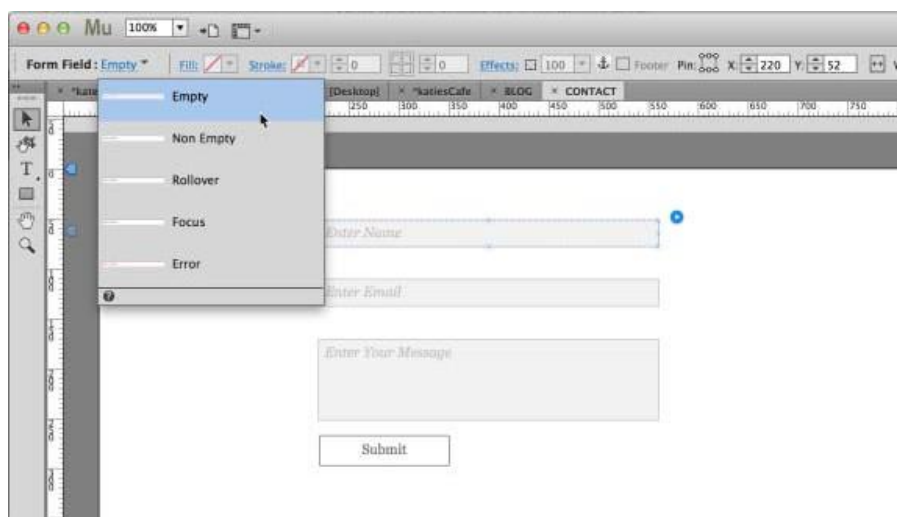 Mu 100%
Form Field: Empty Fill: Stroke: 0 0 Effects: 100 Footer Pin: X: 220 Y: 52
[Desktop] × *katiesCafe × BLOG × CONTACT
250 300 350 400 450 500 550 600 650 700 750
Empty
Non Empty
Rollover
Focus
Error
Enter Name
Enter Email
Enter Your Message
Submit